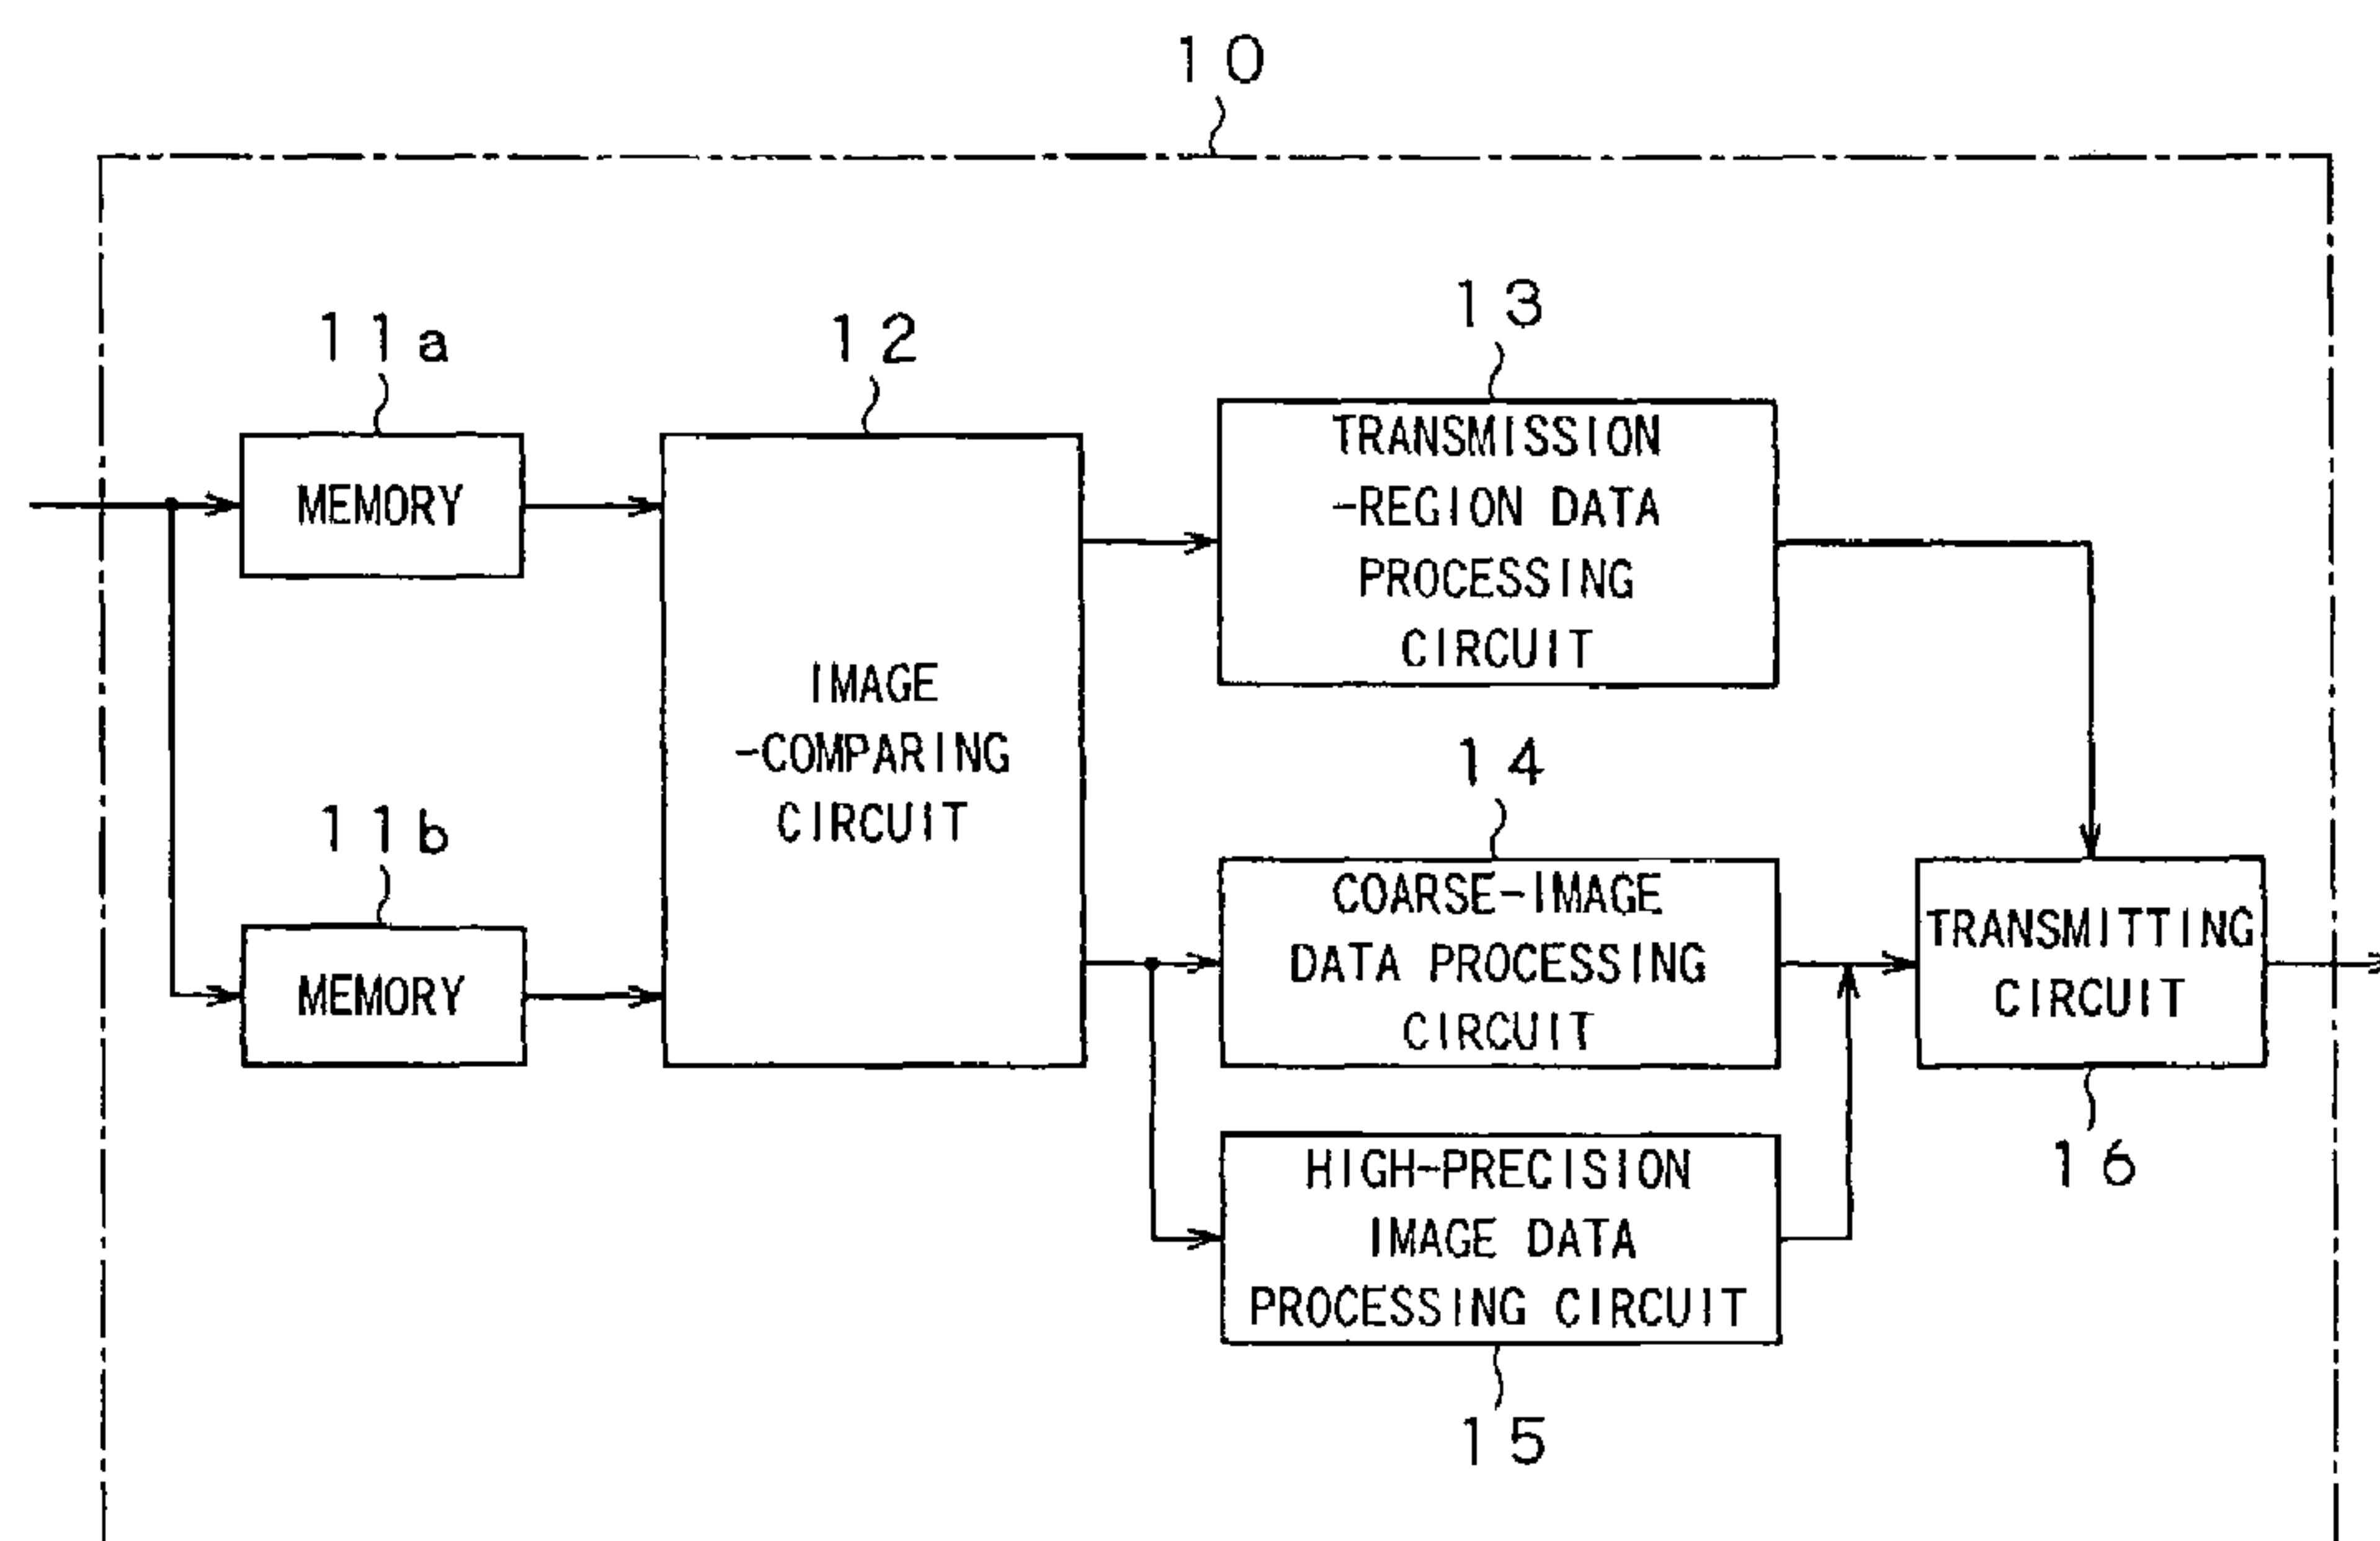 10
11a
MEMORY
11b
MEMORY
12
IMAGE
-COMPARING
CIRCUIT
13
TRANSMISSION
-REGION DATA
PROCESSING
CIRCUIT
14
COARSE-IMAGE
DATA PROCESSING
CIRCUIT
HIGH-PRECISION
IMAGE DATA
PROCESSING CIRCUIT
15
TRANSMITTING
CIRCUIT
16